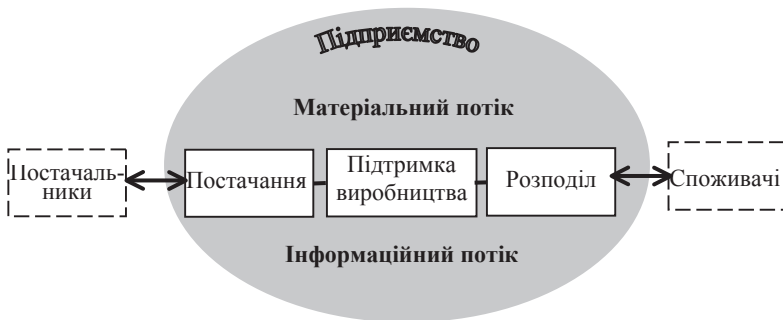 Підприємство
Матеріальний потік
Постачаль-
ники
Постачання
Підтримка
виробництва
Розподіл
Споживачі
Інформаційний потік